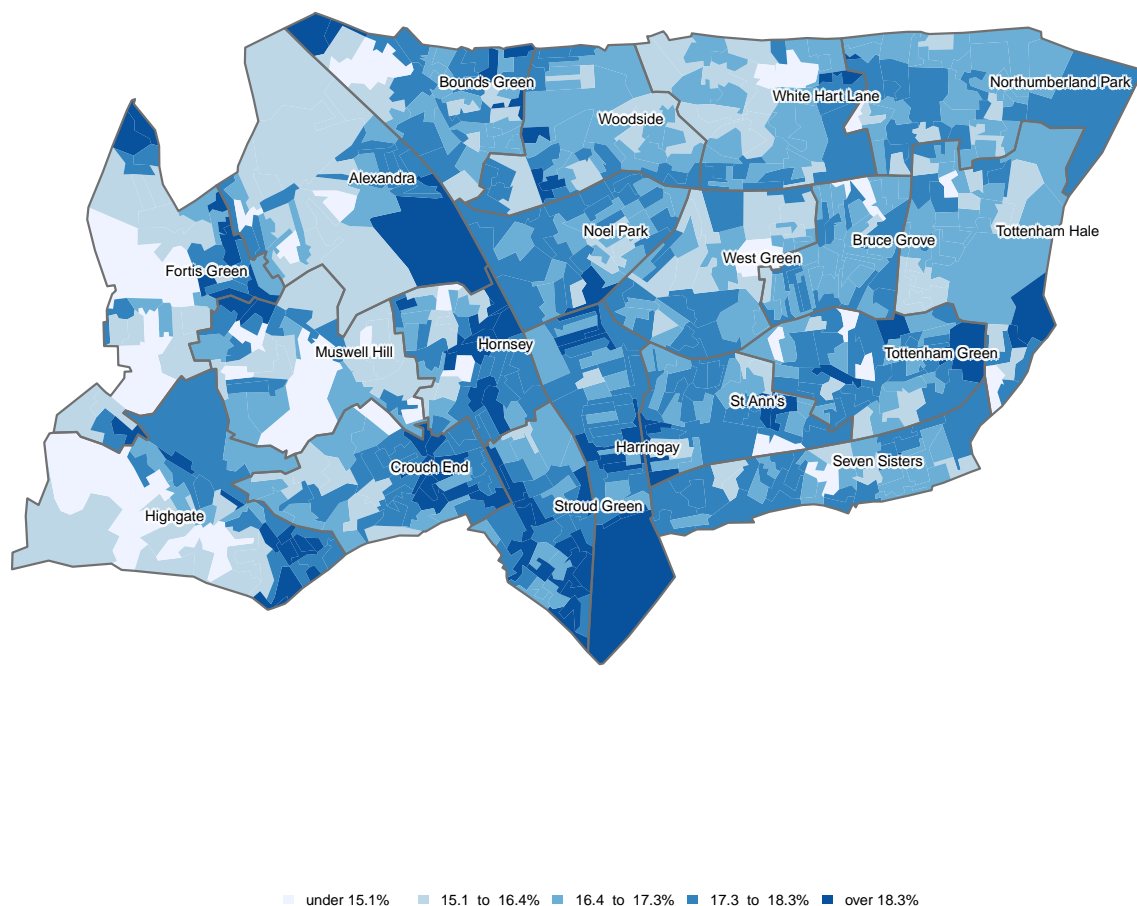 Bounds Green
Northumberland Park
White Hart Lane
Woodside
Alexandra
Noel Park
Tottenham Hale
Bruce Grove
West Green
Fortis Green
Hornsey
Muswell Hill
Tottenham Green
St Ann's
Harringay
Seven Sisters
Crouch End
Stroud Green
Highgate
under 15.1% 15.1 to 16.4% 16.4 to 17.3% 17.3 to 18.3% over 18.3%